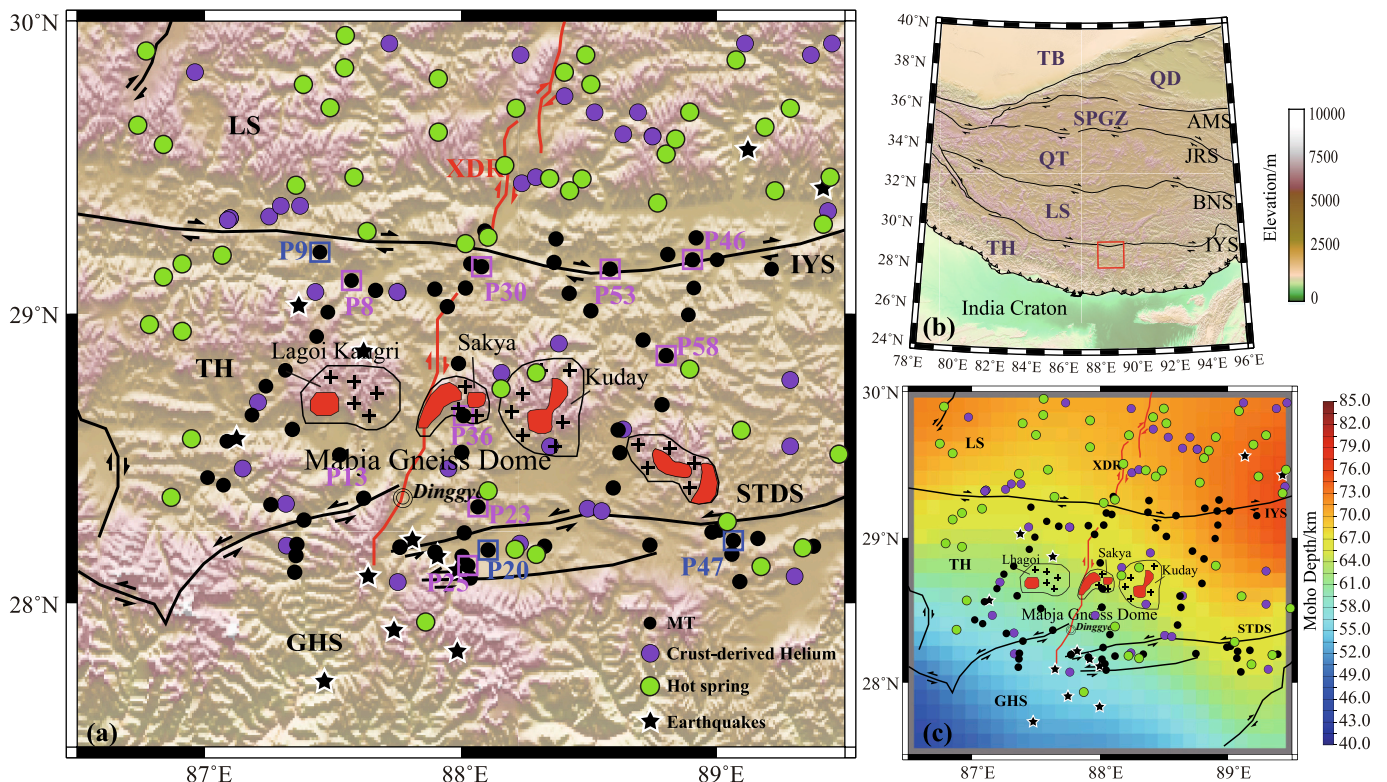 30°N
29°N
28°N
87°E
88°E
89°E
LS
XDR
P9
P46
IYS
P8
P30
P53
P58
Lagoi Kangri
Sakya
TH
Kuday
P36
Mabja Gneiss Dome
P13
Dinggye
STDS
P23
P20
P47
P25
GHS
MT
Crust-derived Helium
Hot spring
Earthquakes
(a)
40°N
38°N
36°N
34°N
32°N
30°N
28°N
26°N
24°N
TB
QD
SPGZ
AMS
QT
JRS
LS
BNS
TH
IYS
India Craton
(b)
78°E
80°E
82°E
84°E
86°E
88°E
90°E
92°E
94°E
96°E
Elevation/m
10000
7500
5000
2500
0
30°N
29°N
28°N
LS
XDR
IYS
Lhagoi
Sakya
TH
Kuday
Mabja Gneiss Dome
Dinggye
STDS
GHS
(c)
87°E
88°E
89°E
Moho Depth/km
85.0
82.0
79.0
76.0
73.0
70.0
67.0
64.0
61.0
58.0
55.0
52.0
49.0
46.0
43.0
40.0